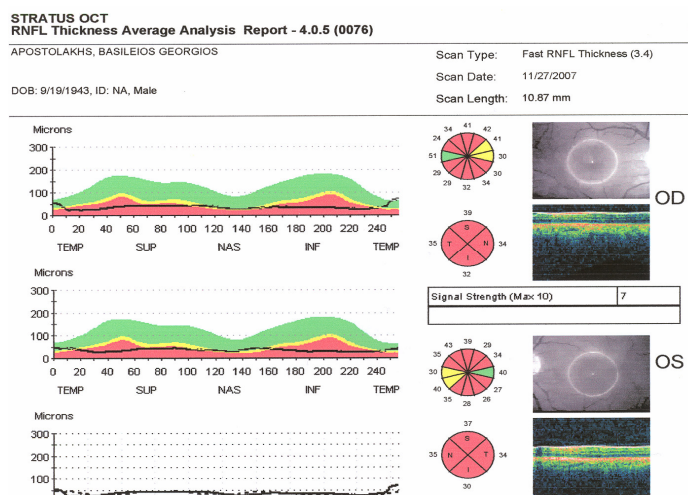 STRATUS OCT
RNFL Thickness Average Analysis Report - 4.0.5 (0076)
APOSTOLAKHS, BASILEIOS GEORGIOS
DOB: 9/19/1943, ID: NA, Male
Scan Type: Fast RNFL Thickness (3.4)
Scan Date: 11/27/2007
Scan Length: 10.87 mm
Microns
300
200
100
0
0 20 40 60 80 100 120 140 160 180 200 220 240
TEMP SUP NAS INF TEMP
34 41 42
24 41
51 30
29 30
29 32 34
39
S
35 T N 34
I
32
OD
Signal Strength (Max 10) 7
Microns
300
200
100
0
0 20 40 60 80 100 120 140 160 180 200 220 240
TEMP SUP NAS INF TEMP
43 39 29
35 34
30 40
40 27
35 28 26
37
S
35 N T 34
I
30
OS
Microns
300
200
100